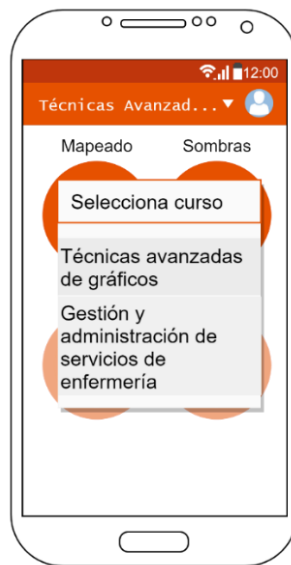 12:00
Técnicas Avanzad...
Mapeado Sombras
Selecciona curso
Técnicas avanzadas
de gráficos
Gestión y
administración de
servicios de
enfermería